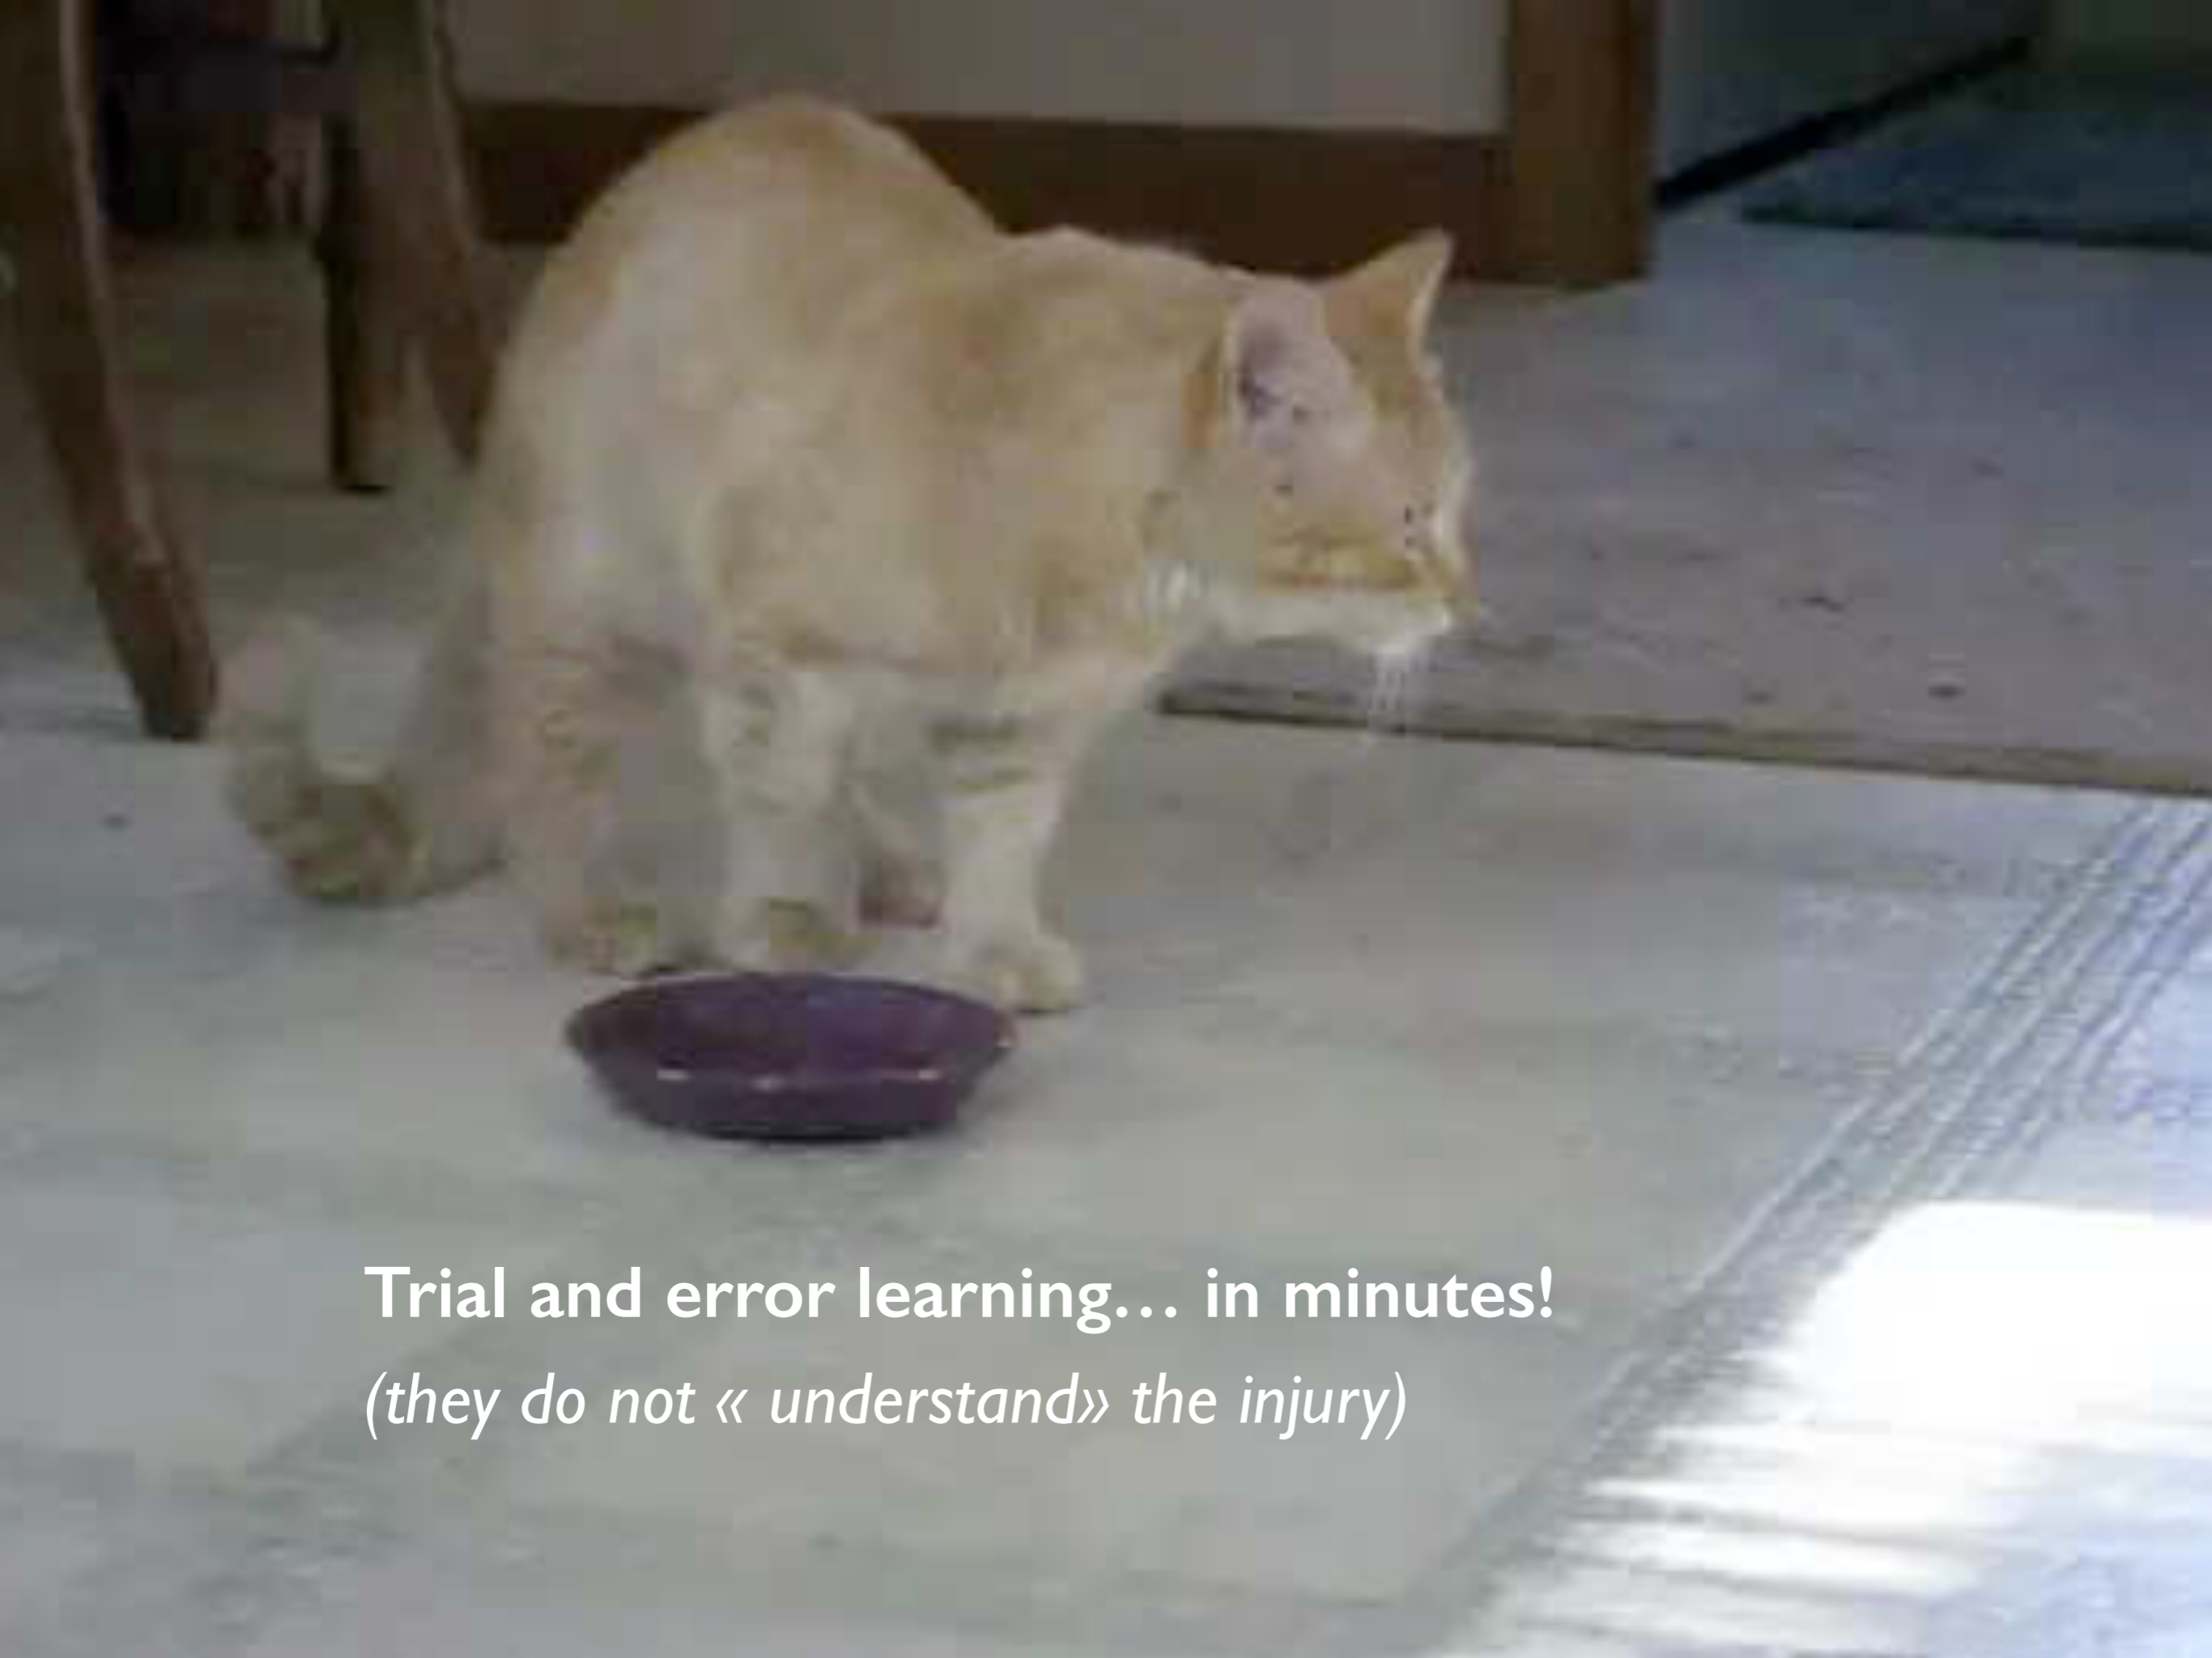 Trial and error learning… in minutes!
(they do not « understand» the injury)